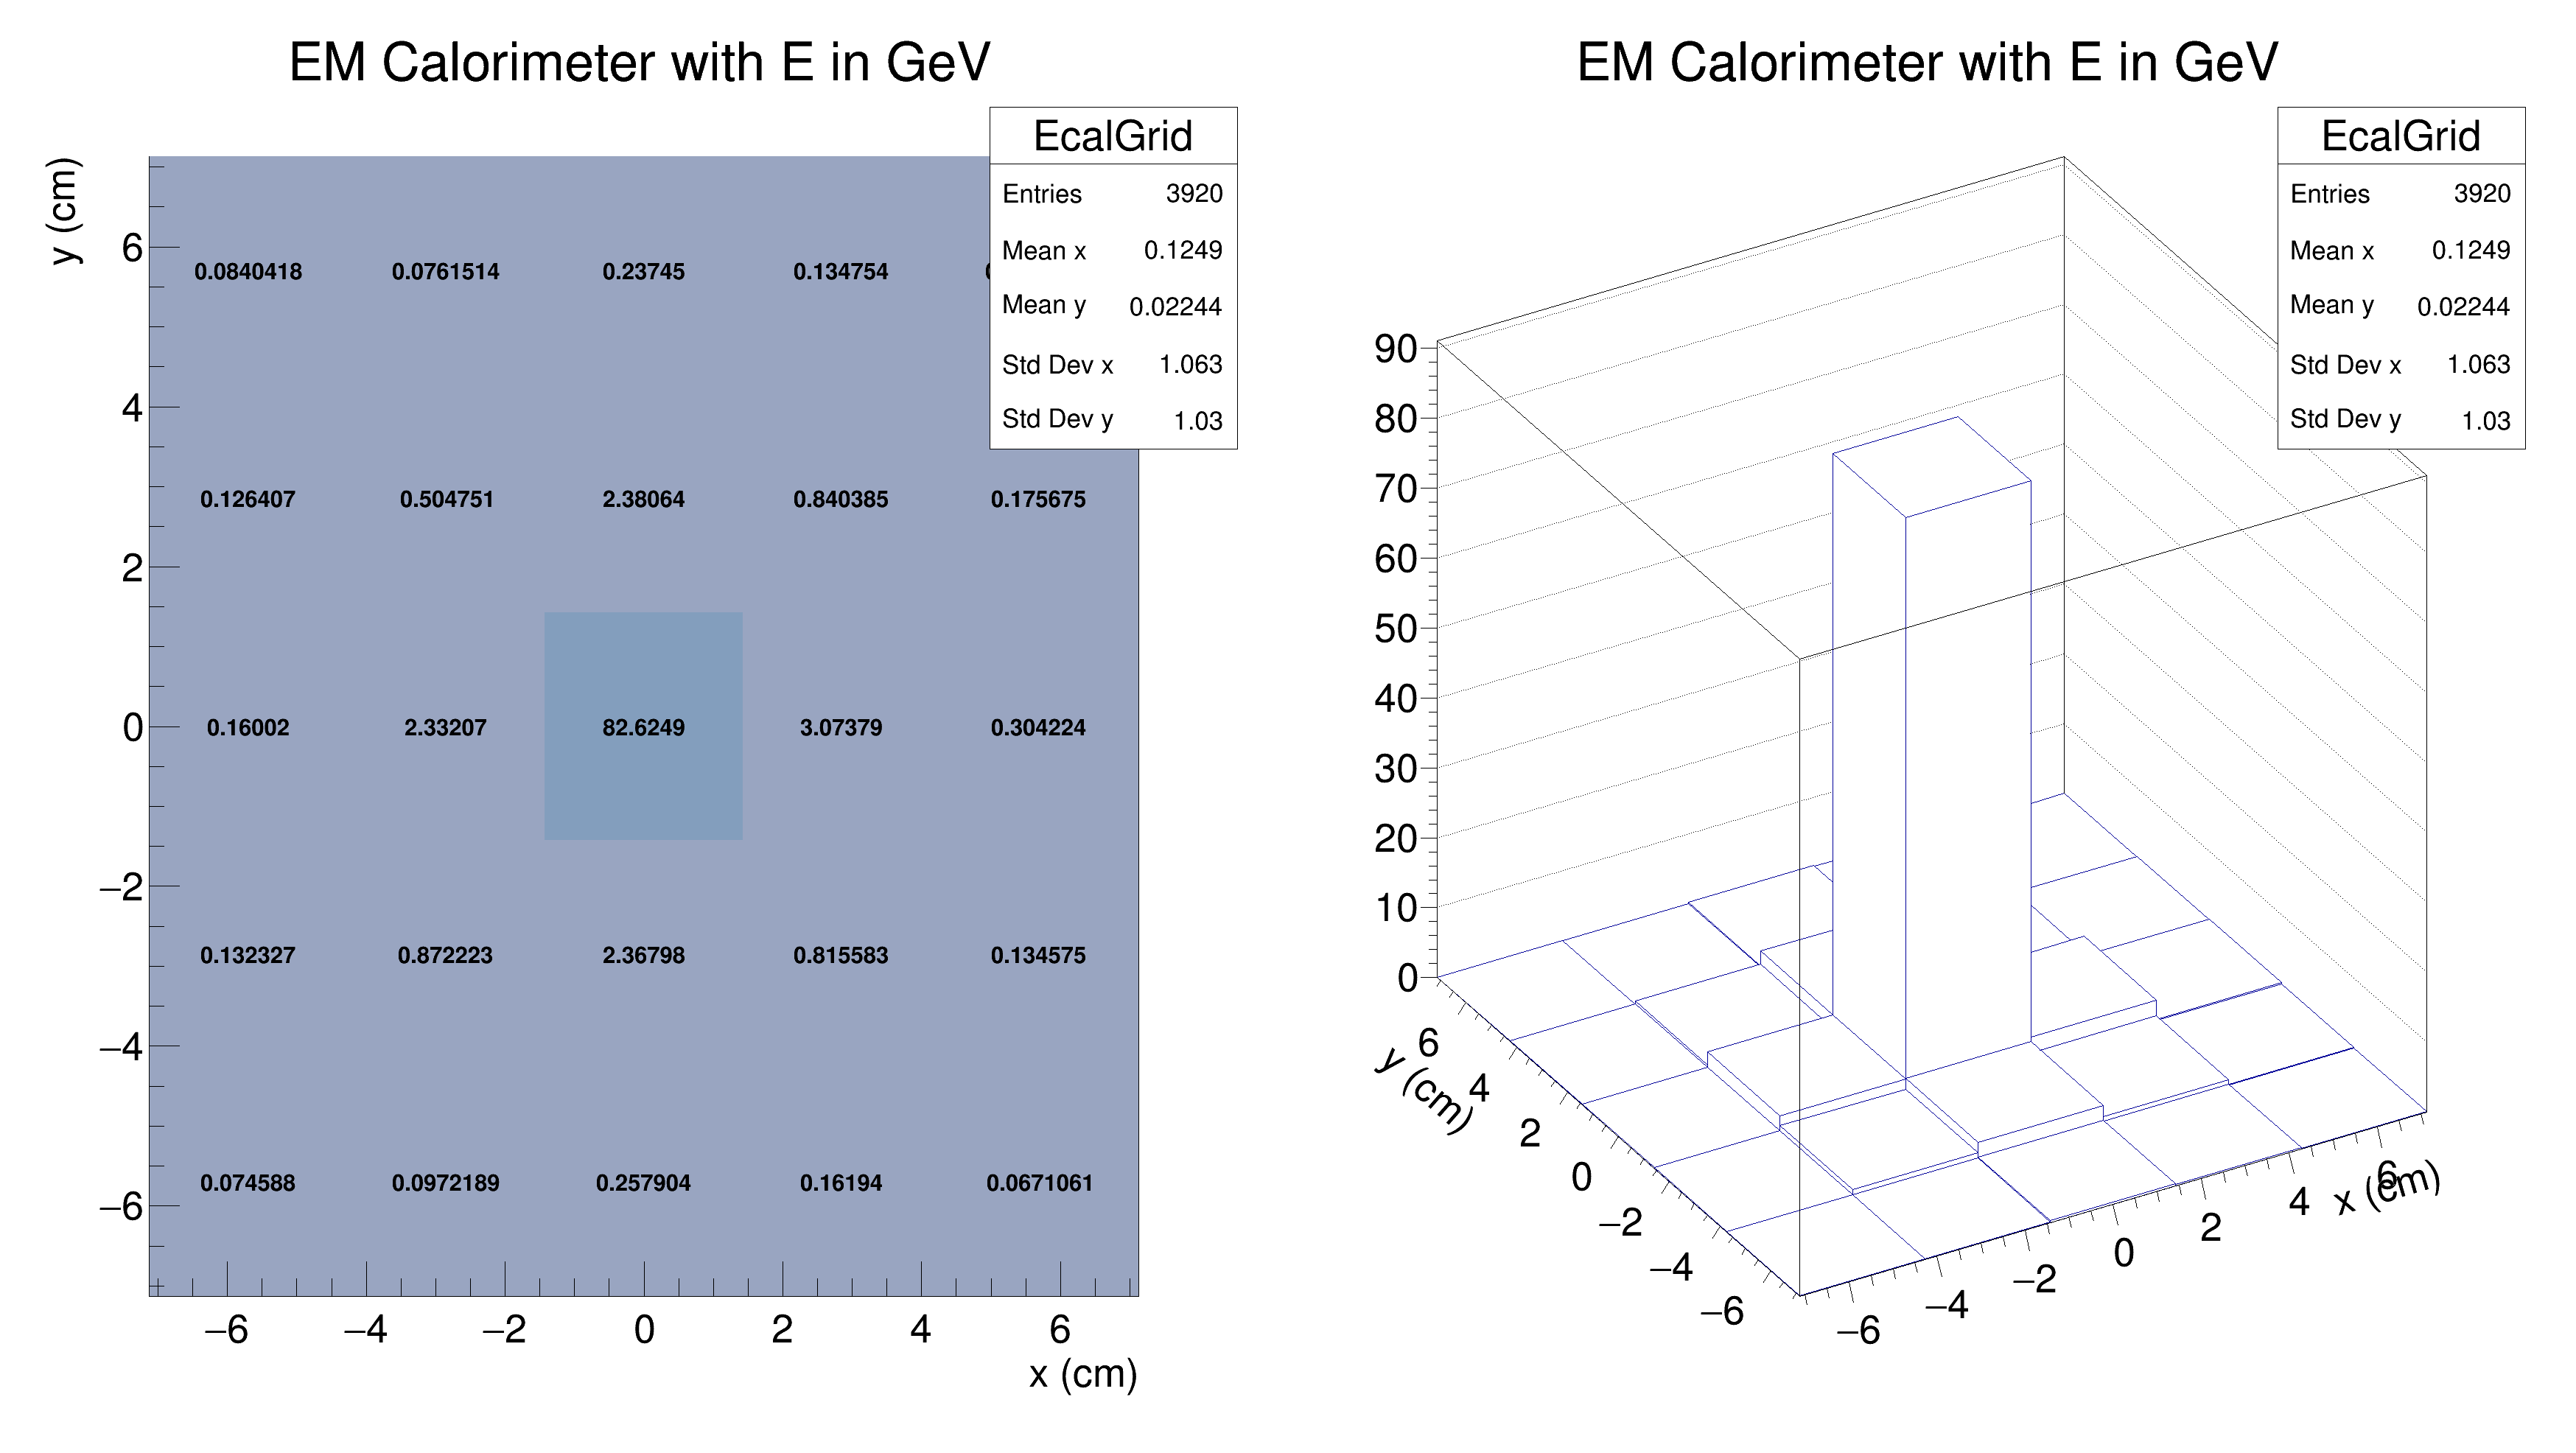 EM Calorimeter with E in GeV
EcalGrid
Entries 3920
Mean x 0.1249
Mean y 0.02244
Std Dev x 1.063
Std Dev y 1.03
y (cm)
6
4
2
0
−2
−4
−6
0.0840418 0.0761514 0.23745 0.134754
0.126407 0.504751 2.38064 0.840385 0.175675
0.16002 2.33207 82.6249 3.07379 0.304224
0.132327 0.872223 2.36798 0.815583 0.134575
0.074588 0.0972189 0.257904 0.16194 0.0671061
−6 −4 −2 0 2 4 6
x (cm)
EM Calorimeter with E in GeV
EcalGrid
Entries 3920
Mean x 0.1249
Mean y 0.02244
Std Dev x 1.063
Std Dev y 1.03
90
80
70
60
50
40
30
20
10
0
y (cm)
6
4
2
0
−2
−4
−6
−6
−4
−2
0
2
4
6
x (cm)